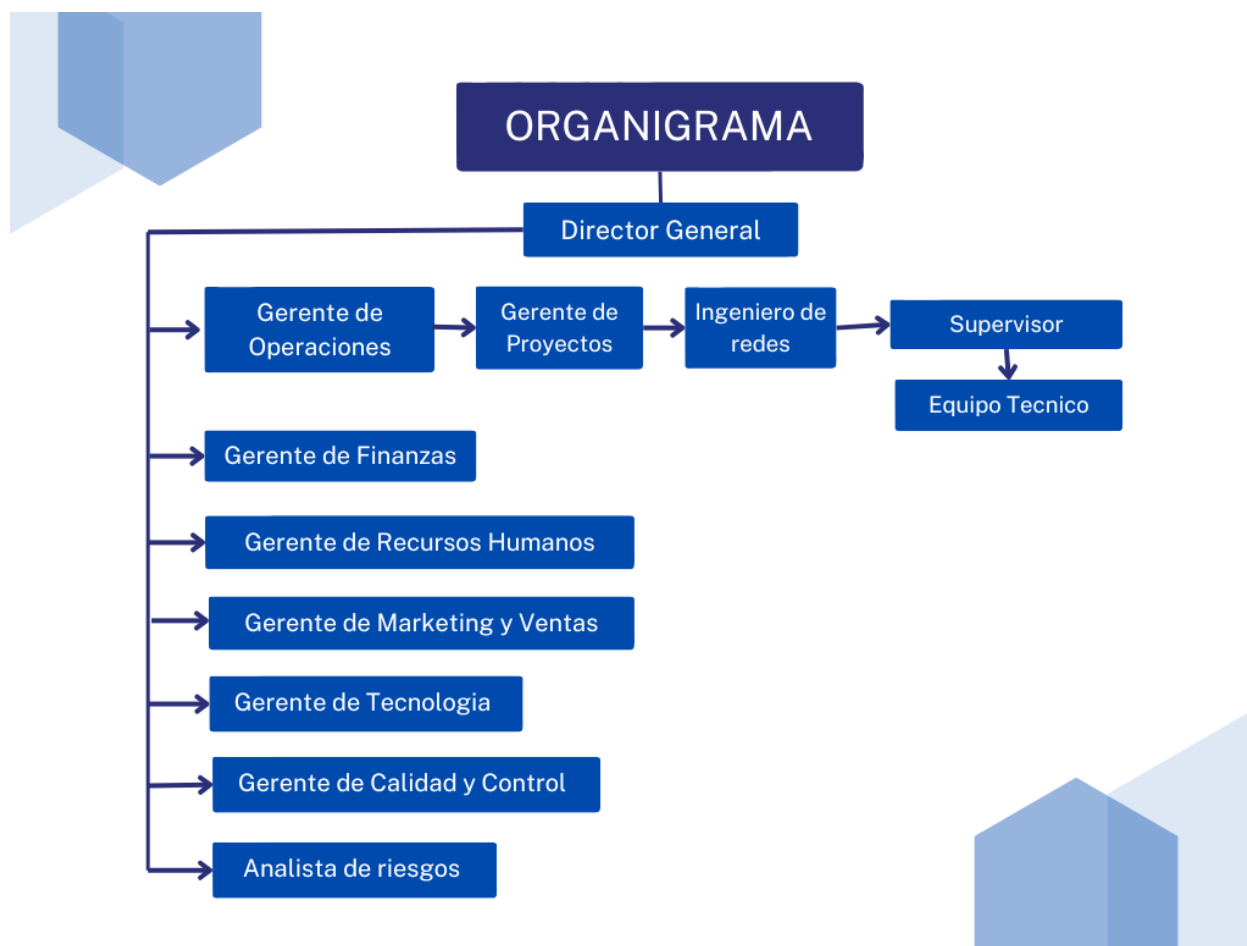 ORGANIGRAMA
Director General
Gerente de
Operaciones
Gerente de
Proyectos
Ingeniero de
redes
Supervisor
Equipo Tecnico
Gerente de Finanzas
Gerente de Recursos Humanos
Gerente de Marketing y Ventas
Gerente de Tecnologia
Gerente de Calidad y Control
Analista de riesgos